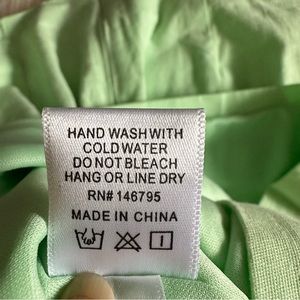 HAND WASH WITH
COLD WATER
DO NOT BLEACH
HANG OR LINE DRY
RN# 146795
MADE IN CHINA